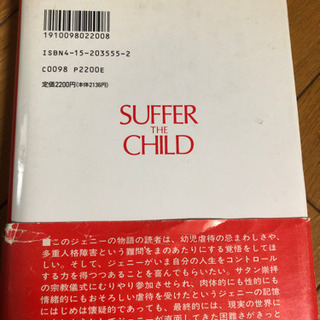 1910098022008
ISBN4-15-203555-2
C0098 P2200E
定価2200円(本体2136円)
SUFFER
THE
CHILD
■このジェニーの物語の読者は、幼児虐待の忌まわしさや、
多重人格障害という難問をまのあたりにする覚悟をしてほ
しい。そして、ジェニーがいま自分の人生をコントロール
する力を得つつあることを喜んでもらいたい。サタン崇拝
の宗教儀式にむりやり参加させられ、肉体的にも性的にも
情緒的にもおそろしい虐待を受けたというジェニーの記憶
にはじめは懐疑的であっても、最終的には、現実の世界に